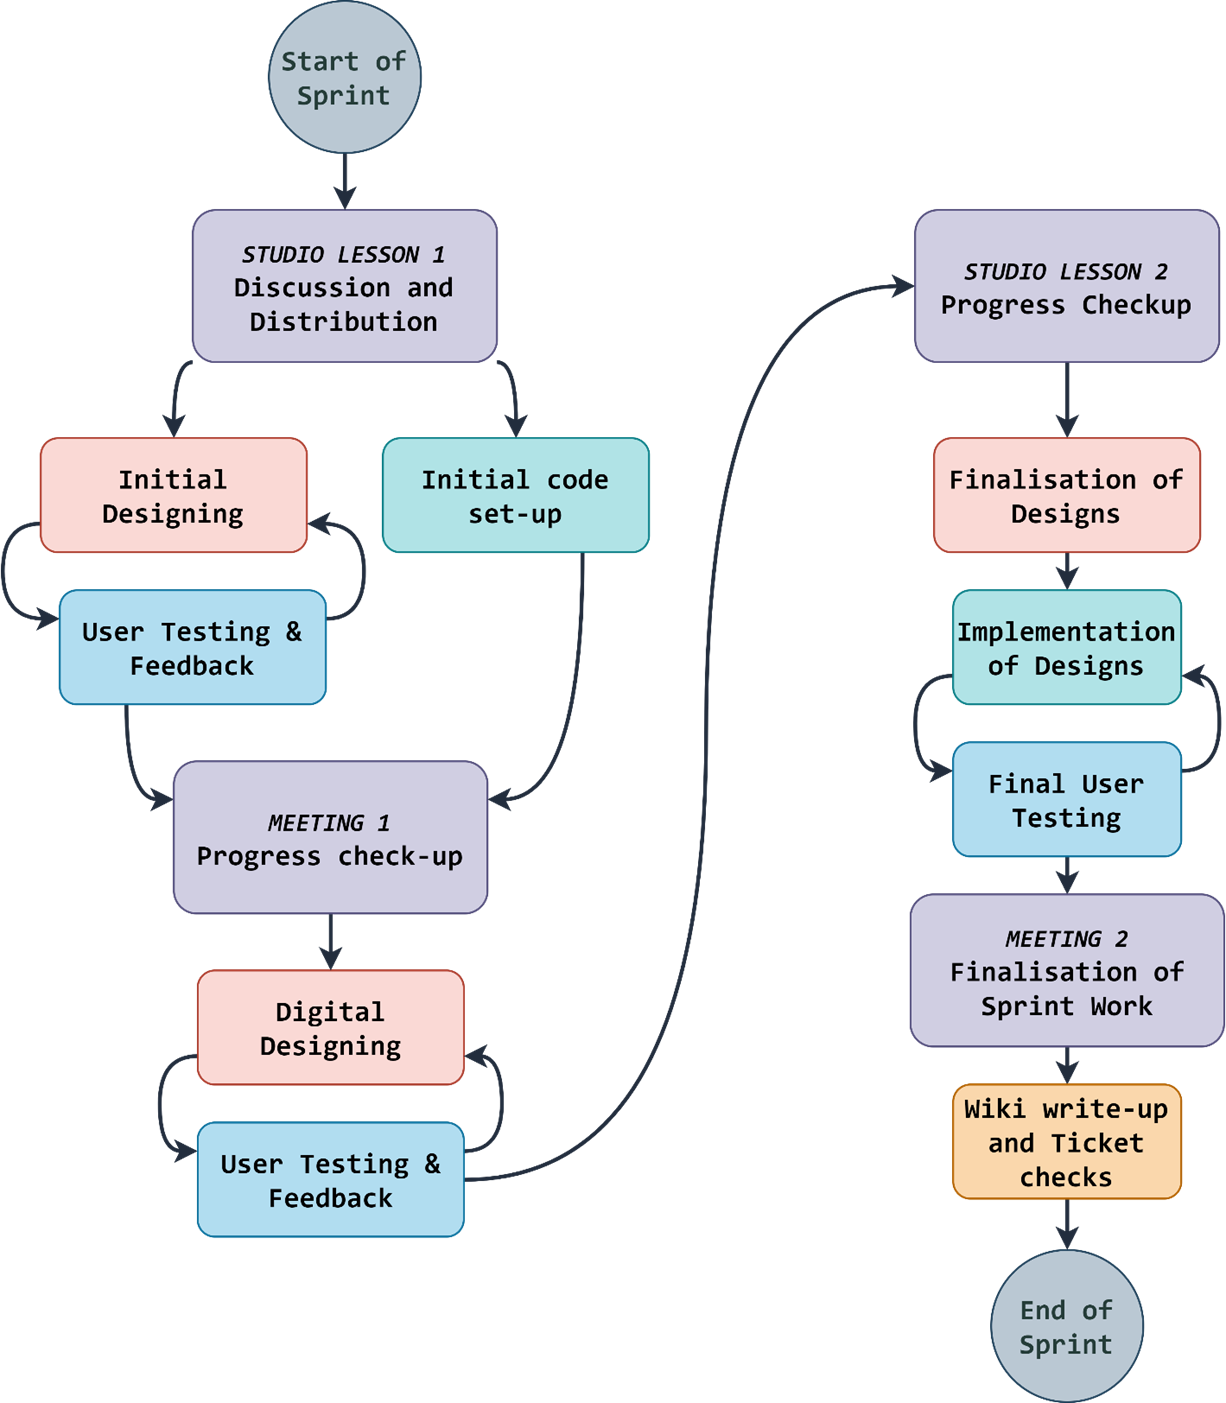 Start of
Sprint
STUDIO LESSON 1
Discussion and
Distribution
Initial
Designing
Initial code
set-up
User Testing &
Feedback
MEETING 1
Progress check-up
Digital
Designing
User Testing &
Feedback
STUDIO LESSON 2
Progress Checkup
Finalisation of
Designs
Implementation
of Designs
Final User
Testing
MEETING 2
Finalisation of
Sprint Work
Wiki write-up
and Ticket
checks
End of
Sprint